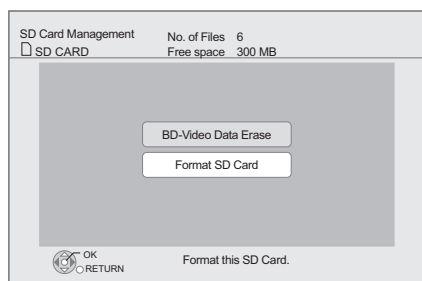 SD Card Management No. of Files 6
SD CARD Free space 300 MB
BD-Video Data Erase
Format SD Card
OK
RETURN
Format this SD Card.